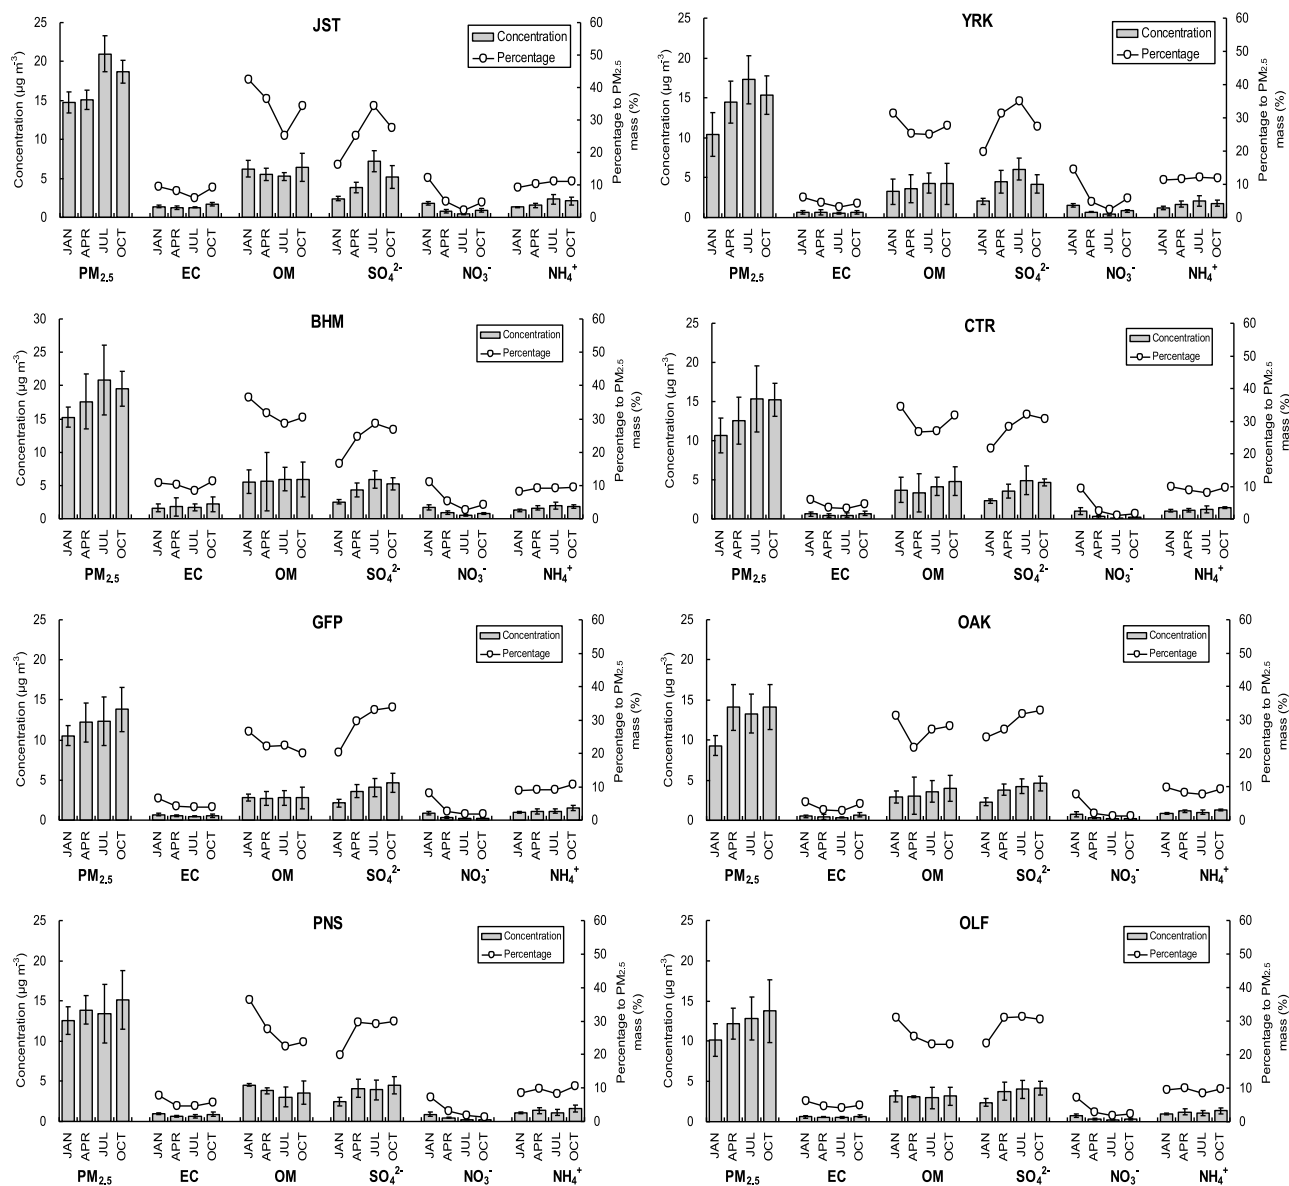 JST
Concentration
Percentage
Concentration (µg m⁻³)
25
20
15
10
5
0
Percentage to PM₂.₅
mass (%)
60
50
40
30
20
10
0
JAN APR JUL OCT JAN APR JUL OCT JAN APR JUL OCT JAN APR JUL OCT JAN APR JUL OCT JAN APR JUL OCT
PM₂.₅ EC OM SO₄²⁻ NO₃⁻ NH₄⁺
YRK
Concentration
Percentage
Concentration (µg m⁻³)
25
20
15
10
5
0
Percentage to PM₂.₅
mass (%)
60
50
40
30
20
10
0
JAN APR JUL OCT JAN APR JUL OCT JAN APR JUL OCT JAN APR JUL OCT JAN APR JUL OCT JAN APR JUL OCT
PM₂.₅ EC OM SO₄²⁻ NO₃⁻ NH₄⁺
BHM
Concentration
Percentage
Concentration (µg m⁻³)
30
25
20
15
10
5
0
Percentage to PM₂.₅
mass (%)
60
50
40
30
20
10
0
JAN APR JUL OCT JAN APR JUL OCT JAN APR JUL OCT JAN APR JUL OCT JAN APR JUL OCT JAN APR JUL OCT
PM₂.₅ EC OM SO₄²⁻ NO₃⁻ NH₄⁺
CTR
Concentration
Percentage
Concentration (µg m⁻³)
25
20
15
10
5
0
Percentage to PM₂.₅
mass (%)
60
50
40
30
20
10
0
JAN APR JUL OCT JAN APR JUL OCT JAN APR JUL OCT JAN APR JUL OCT JAN APR JUL OCT JAN APR JUL OCT
PM₂.₅ EC OM SO₄²⁻ NO₃⁻ NH₄⁺
GFP
Concentration
Percentage
Concentration (µg m⁻³)
25
20
15
10
5
0
Percentage to PM₂.₅
mass (%)
60
50
40
30
20
10
0
JAN APR JUL OCT JAN APR JUL OCT JAN APR JUL OCT JAN APR JUL OCT JAN APR JUL OCT JAN APR JUL OCT
PM₂.₅ EC OM SO₄²⁻ NO₃⁻ NH₄⁺
OAK
Concentration
Percentage
Concentration (µg m⁻³)
25
20
15
10
5
0
Percentage to PM₂.₅
mass (%)
60
50
40
30
20
10
0
JAN APR JUL OCT JAN APR JUL OCT JAN APR JUL OCT JAN APR JUL OCT JAN APR JUL OCT JAN APR JUL OCT
PM₂.₅ EC OM SO₄²⁻ NO₃⁻ NH₄⁺
PNS
Concentration
Percentage
Concentration (µg m⁻³)
25
20
15
10
5
0
Percentage to PM₂.₅
mass (%)
60
50
40
30
20
10
0
JAN APR JUL OCT JAN APR JUL OCT JAN APR JUL OCT JAN APR JUL OCT JAN APR JUL OCT JAN APR JUL OCT
PM₂.₅ EC OM SO₄²⁻ NO₃⁻ NH₄⁺
OLF
Concentration
Percentage
Concentration (µg m⁻³)
25
20
15
10
5
0
Percentage to PM₂.₅
mass (%)
60
50
40
30
20
10
0
JAN APR JUL OCT JAN APR JUL OCT JAN APR JUL OCT JAN APR JUL OCT JAN APR JUL OCT JAN APR JUL OCT
PM₂.₅ EC OM SO₄²⁻ NO₃⁻ NH₄⁺